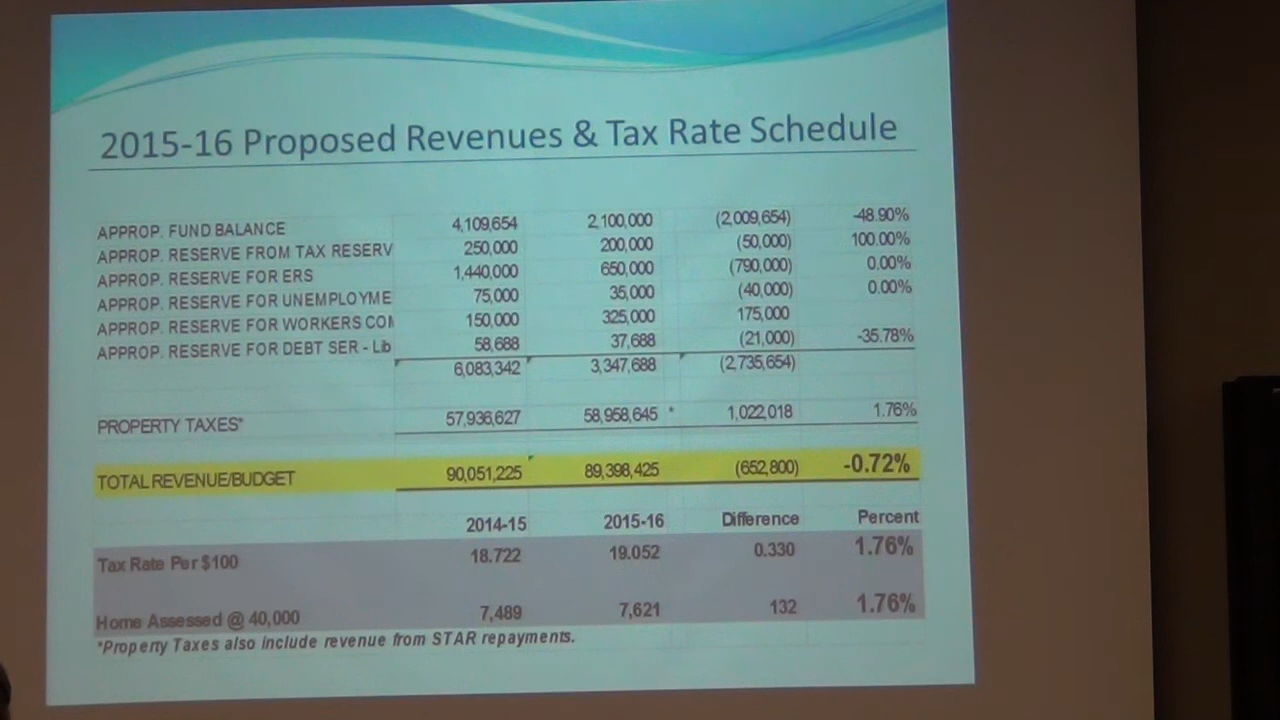 2015-16 Proposed Revenues & Tax Rate Schedule
APPROP. FUND BALANCE 4,109,654 2,100,000 (2,009,654) -48.90%
APPROP. RESERVE FROM TAX RESERV 250,000 200,000 (50,000) 100.00%
APPROP. RESERVE FOR ERS 1,440,000 650,000 (790,000) 0.00%
APPROP. RESERVE FOR UNEMPLOYME 75,000 35,000 (40,000) 0.00%
APPROP. RESERVE FOR WORKERS COM 150,000 325,000 175,000
APPROP. RESERVE FOR DEBT SER - Lib 58,688 37,688 (21,000) -35.78%
6,083,342 3,347,688 (2,735,654)
PROPERTY TAXES* 57,936,627 58,958,645 * 1,022,018 1.76%
TOTAL REVENUE/BUDGET 90,051,225 89,398,425 (652,800) -0.72%
2014-15 2015-16 Difference Percent
Tax Rate Per $100 18.722 19.052 0.330 1.76%
Home Assessed @ 40,000 7,489 7,621 132 1.76%
*Property Taxes also include revenue from STAR repayments.